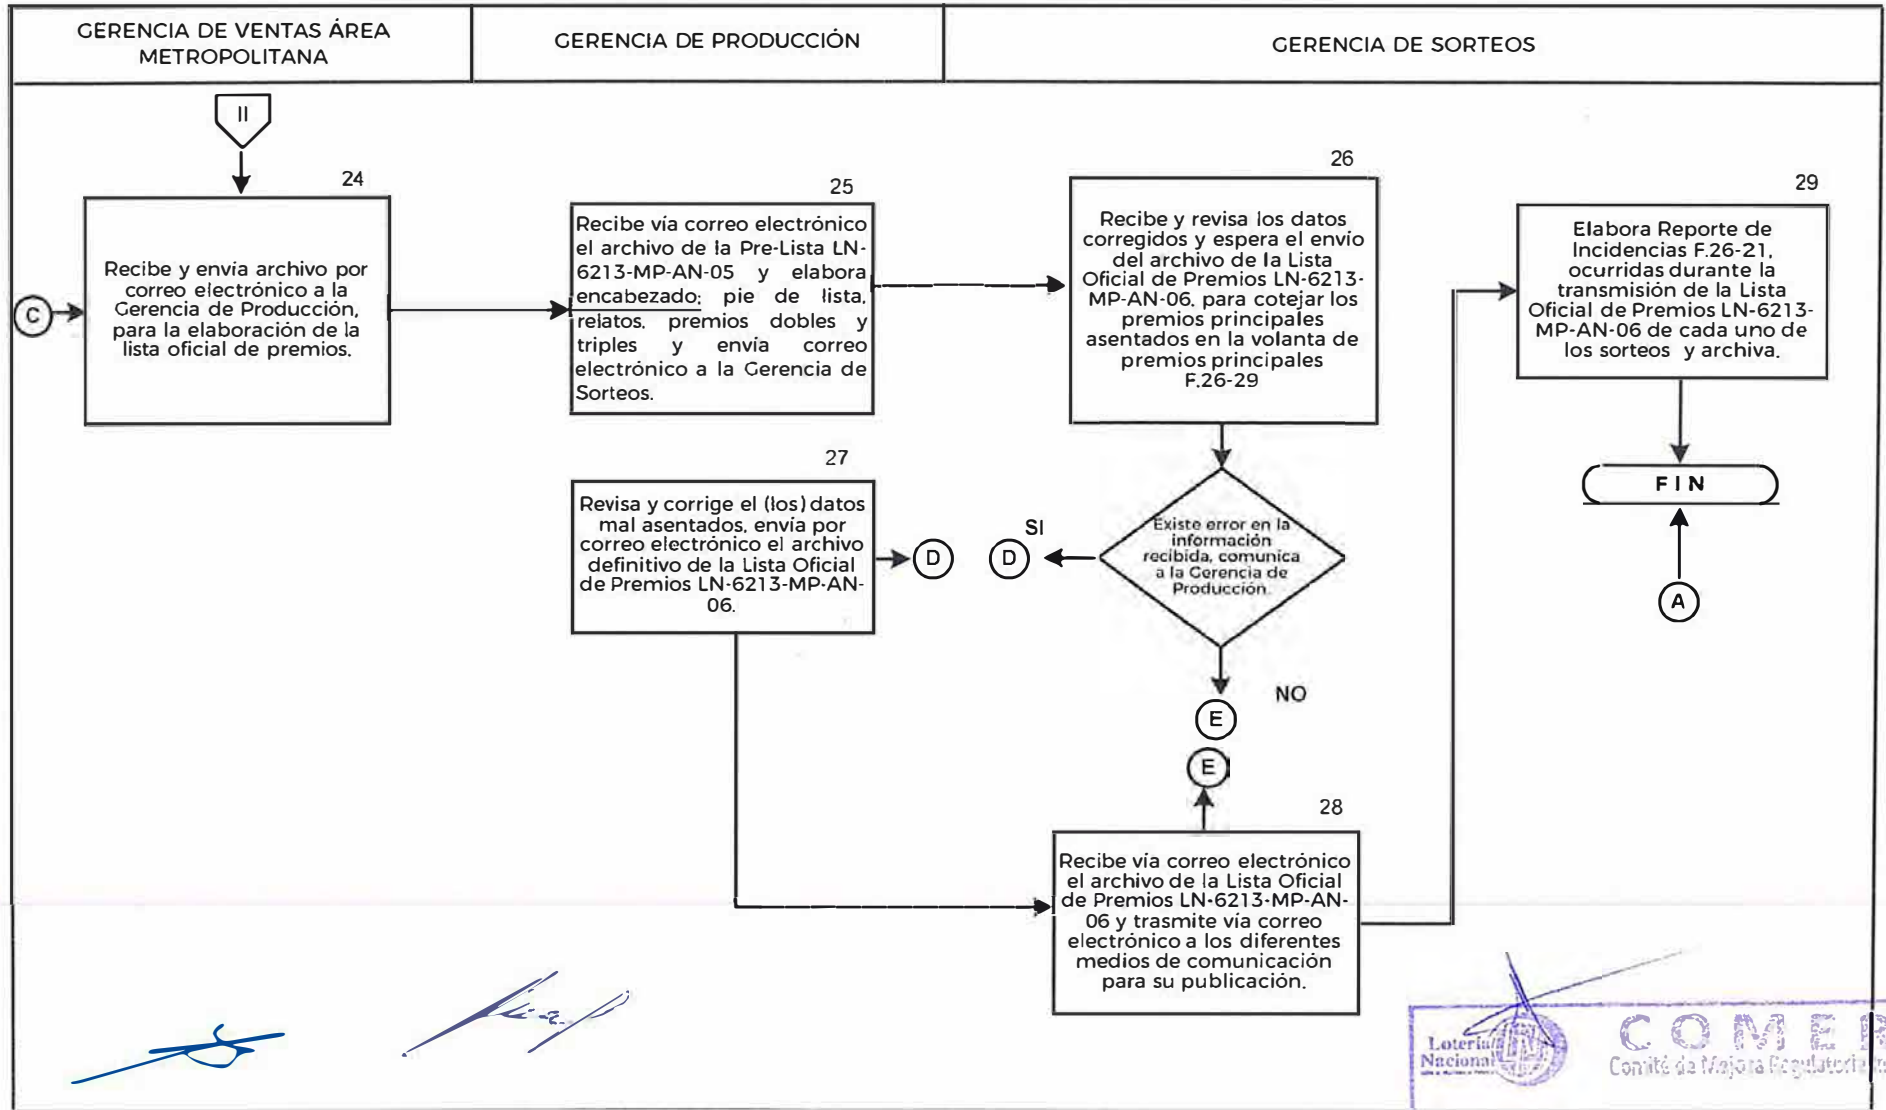 GERENCIA DE VENTAS ÁREA
METROPOLITANA
GERENCIA DE PRODUCCIÓN
GERENCIA DE SORTEOS
II
24
Recibe y envía archivo por
correo electrónico a la
Gerencia de Producción,
para la elaboración de la
lista oficial de premios.
C
25
Recibe vía correo electrónico
el archivo de la Pre-Lista LN-
6213-MP-AN-05 y elabora
encabezado; pie de lista,
relatos, premios dobles y
triples y envía correo
electrónico a la Gerencia de
Sorteos.
26
Recibe y revisa los datos
corregidos y espera el envío
del archivo de la Lista
Oficial de Premios LN-6213-
MP-AN-06, para cotejar los
premios principales
asentados en la volanta de
premios principales
F.26-29
29
Elabora Reporte de
Incidencias F.26-21,
ocurridas durante la
transmisión de la Lista
Oficial de Premios LN-6213-
MP-AN-06 de cada uno de
los sorteos y archiva.
FIN
A
27
Revisa y corrige el (los) datos
mal asentados, envía por
correo electrónico el archivo
definitivo de la Lista Oficial
de Premios LN-6213-MP-AN-
06.
D
D
SI
Existe error en la
información
recibida, comunica
a la Gerencia de
Producción.
NO
E
E
28
Recibe vía correo electrónico
el archivo de la Lista Oficial
de Premios LN-6213-MP-AN-
06 y trasmite vía correo
electrónico a los diferentes
medios de comunicación
para su publicación.
Lotería
Nacional
COMER
Comité de Mejora Regulatoria